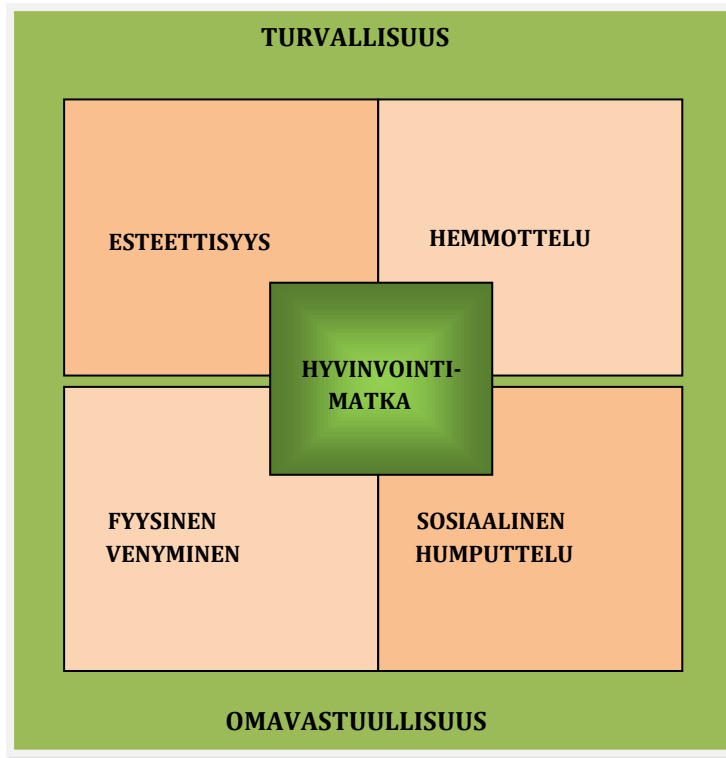 TURVALLISUUS
ESTEETTISYYS
HEMMOTTELU
HYVINVOINTI-
MATKA
FYYSINEN
VENYMINEN
SOSIAALINEN
HUMPUTTELU
OMAVASTUULLISUUS